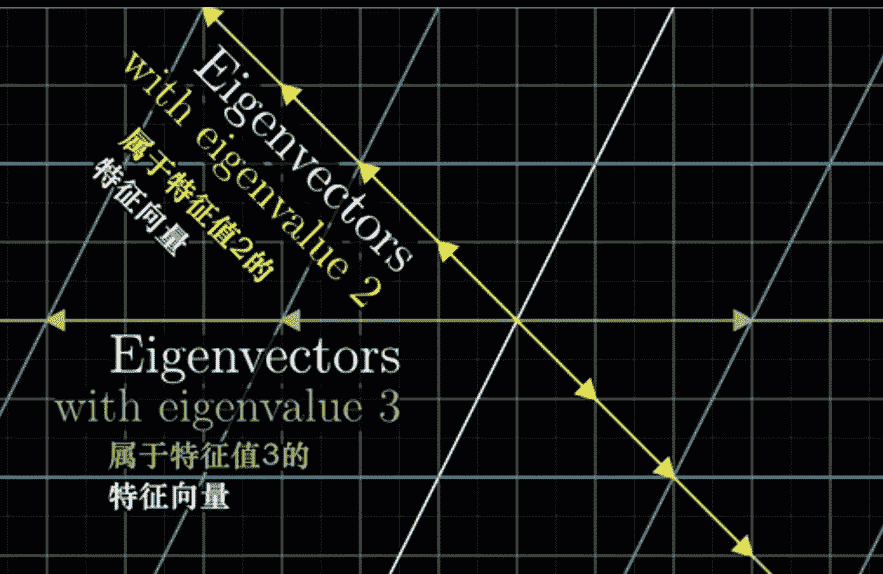 Eigenvectors
with eigenvalue 2
属于特征值2的
特征向量
Eigenvectors
with eigenvalue 3
属于特征值3的
特征向量